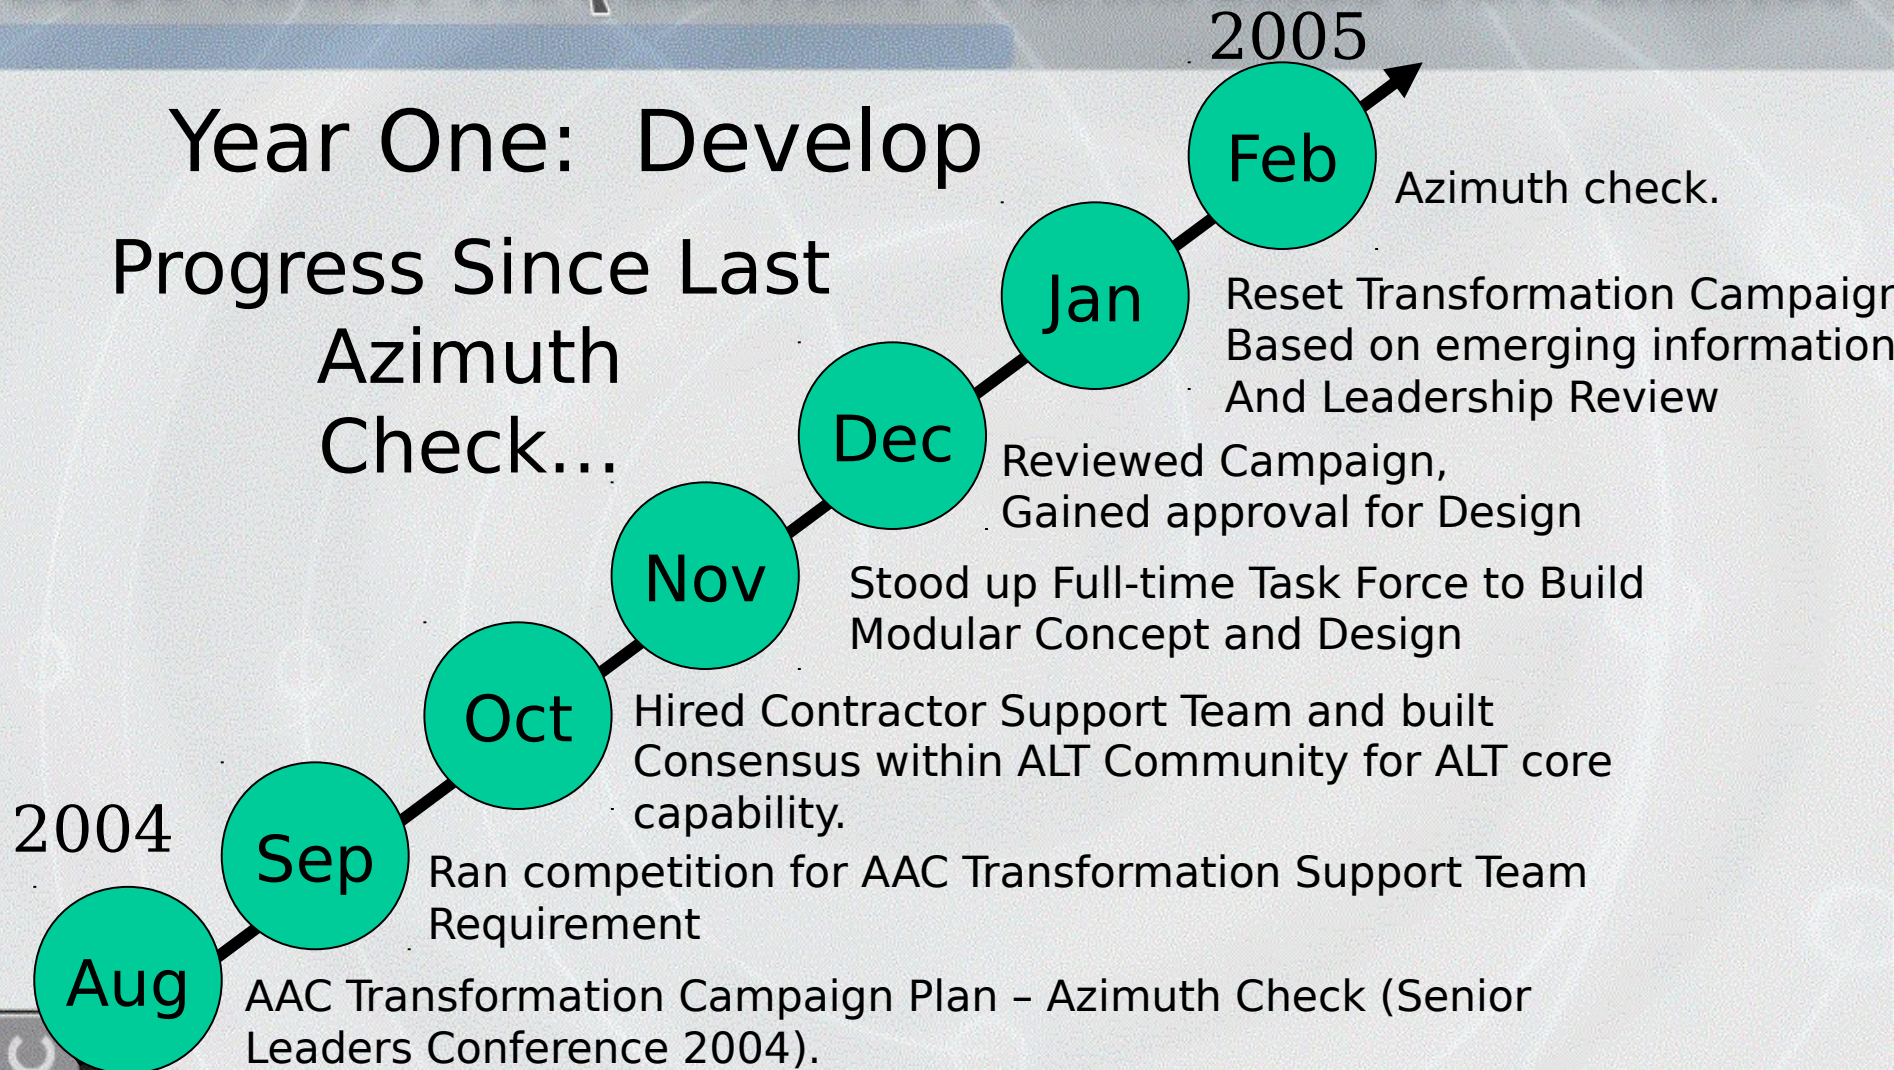 2005
Year One:  Develop
Feb
Azimuth check.
Progress Since Last
Azimuth
Check…
Jan
Reset Transformation Campaign
Based on emerging information
And Leadership Review
Dec
Reviewed Campaign,
Gained approval for Design
Nov
Stood up Full-time Task Force to Build
Modular Concept and Design
Oct
Hired Contractor Support Team and built
Consensus within ALT Community for ALT core
capability.
2004
Sep
Ran competition for AAC Transformation Support Team
Requirement
Aug
AAC Transformation Campaign Plan – Azimuth Check (Senior
Leaders Conference 2004).